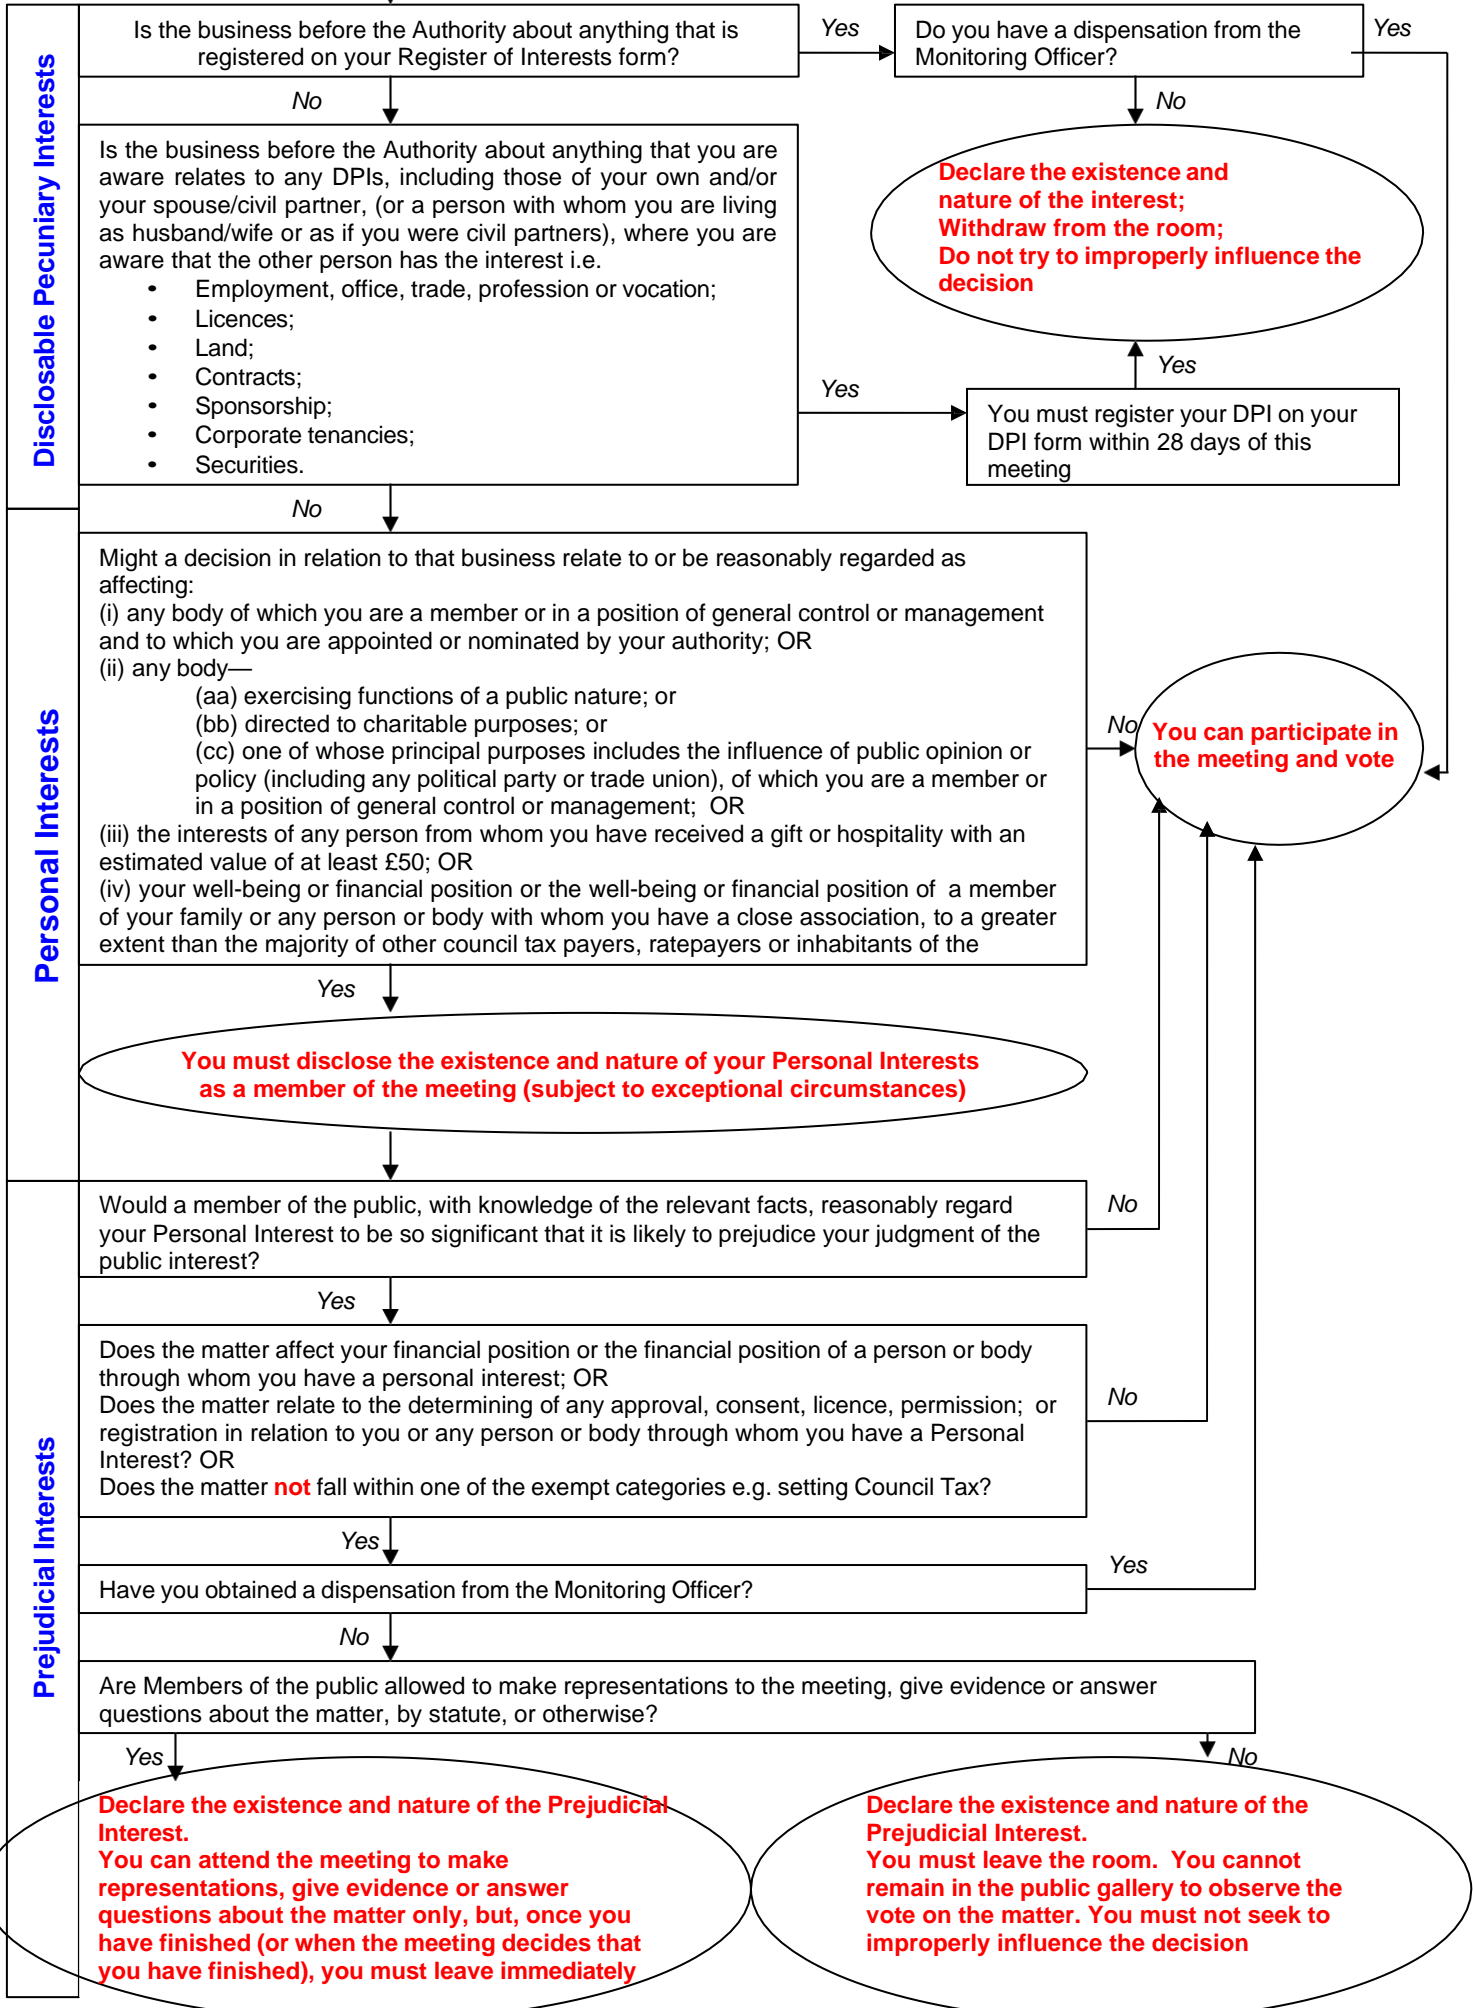 Disclosable Pecuniary Interests
Is the business before the Authority about anything that is
registered on your Register of Interests form?
Yes
Do you have a dispensation from the
Monitoring Officer?
Yes
No
No
Is the business before the Authority about anything that you are
aware relates to any DPIs, including those of your own and/or
your spouse/civil partner, (or a person with whom you are living
as husband/wife or as if you were civil partners), where you are
aware that the other person has the interest i.e.
• Employment, office, trade, profession or vocation;
• Licences;
• Land;
• Contracts;
• Sponsorship;
• Corporate tenancies;
• Securities.
Declare the existence and
nature of the interest;
Withdraw from the room;
Do not try to improperly influence the
decision
Yes
Yes
You must register your DPI on your
DPI form within 28 days of this
meeting
No
Personal Interests
Might a decision in relation to that business relate to or be reasonably regarded as
affecting:
(i) any body of which you are a member or in a position of general control or management
and to which you are appointed or nominated by your authority; OR
(ii) any body—
(aa) exercising functions of a public nature; or
(bb) directed to charitable purposes; or
(cc) one of whose principal purposes includes the influence of public opinion or
policy (including any political party or trade union), of which you are a member or
in a position of general control or management; OR
(iii) the interests of any person from whom you have received a gift or hospitality with an
estimated value of at least £50; OR
(iv) your well-being or financial position or the well-being or financial position of a member
of your family or any person or body with whom you have a close association, to a greater
extent than the majority of other council tax payers, ratepayers or inhabitants of the
No
You can participate in
the meeting and vote
Yes
You must disclose the existence and nature of your Personal Interests
as a member of the meeting (subject to exceptional circumstances)
Prejudicial Interests
Would a member of the public, with knowledge of the relevant facts, reasonably regard
your Personal Interest to be so significant that it is likely to prejudice your judgment of the
public interest?
No
Yes
Does the matter affect your financial position or the financial position of a person or body
through whom you have a personal interest; OR
Does the matter relate to the determining of any approval, consent, licence, permission; or
registration in relation to you or any person or body through whom you have a Personal
Interest? OR
Does the matter not fall within one of the exempt categories e.g. setting Council Tax?
No
Yes
Have you obtained a dispensation from the Monitoring Officer?
Yes
No
Are Members of the public allowed to make representations to the meeting, give evidence or answer
questions about the matter, by statute, or otherwise?
Yes
No
Declare the existence and nature of the Prejudicial
Interest.
You can attend the meeting to make
representations, give evidence or answer
questions about the matter only, but, once you
have finished (or when the meeting decides that
you have finished), you must leave immediately
Declare the existence and nature of the
Prejudicial Interest.
You must leave the room. You cannot
remain in the public gallery to observe the
vote on the matter. You must not seek to
improperly influence the decision